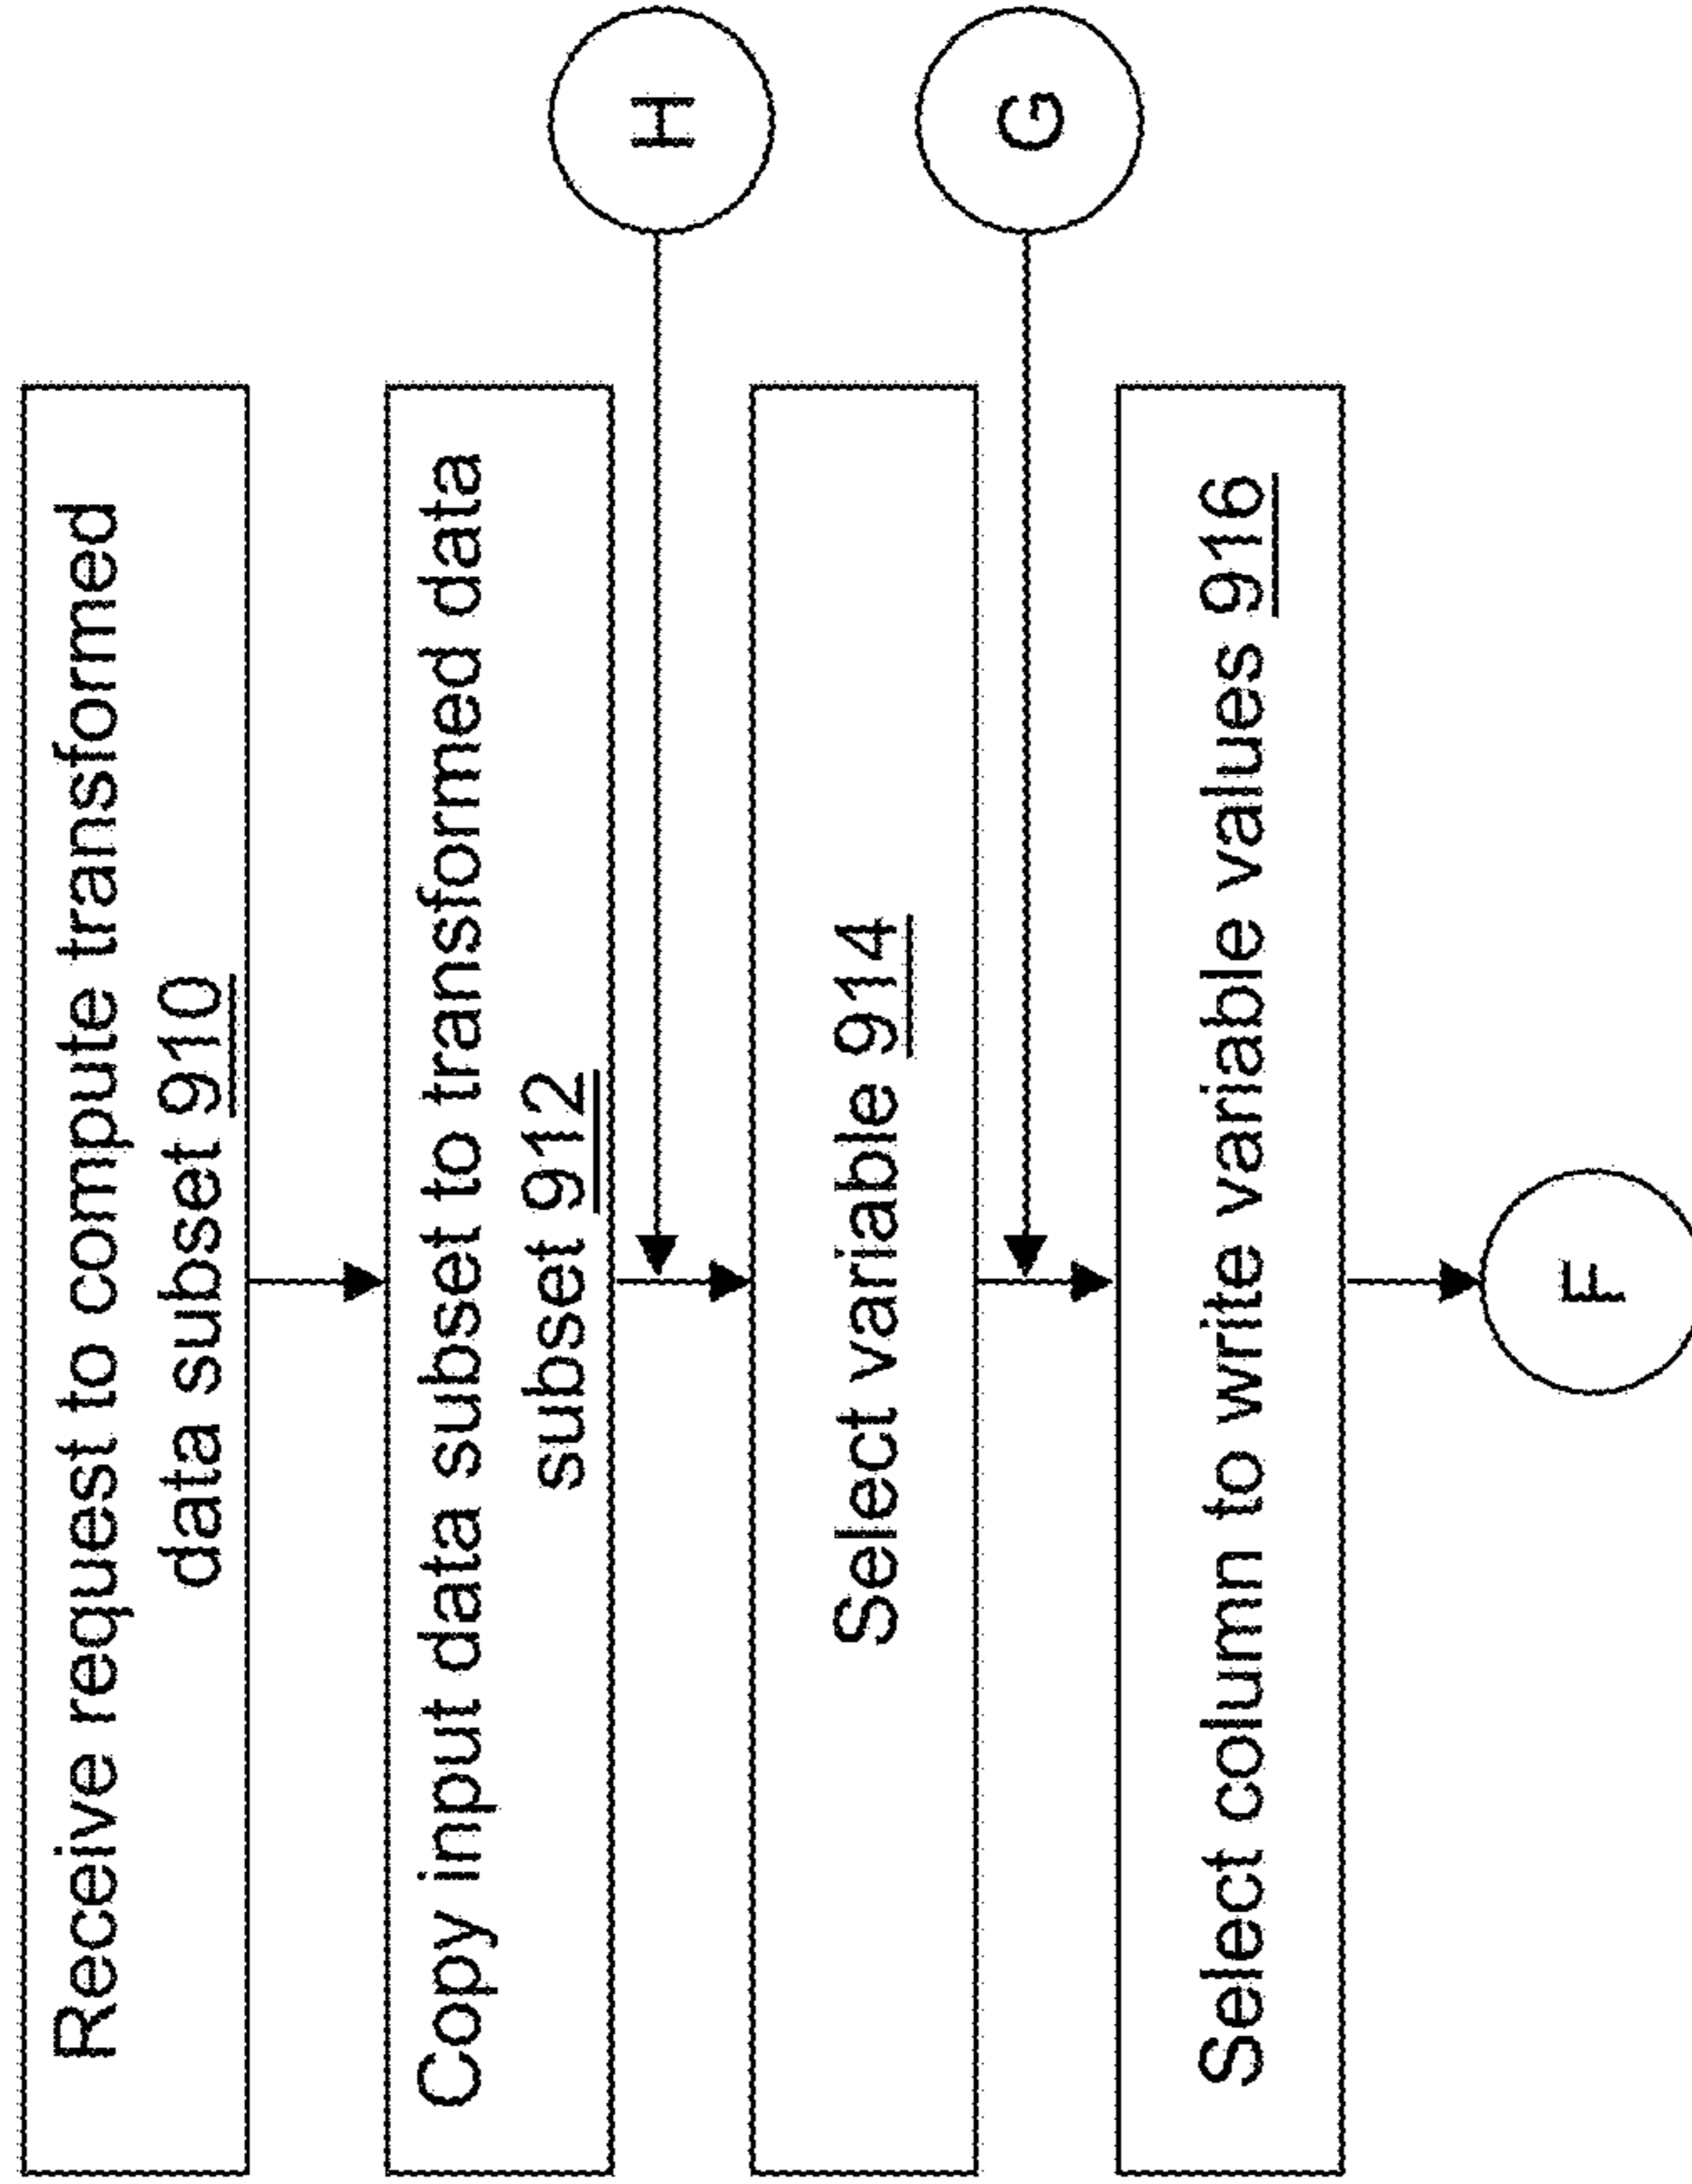 Receive request to compute transformed
data subset 910
Copy input data subset to transformed data
subset 912
H
Select variable 914
G
Select column to write variable values 916
F